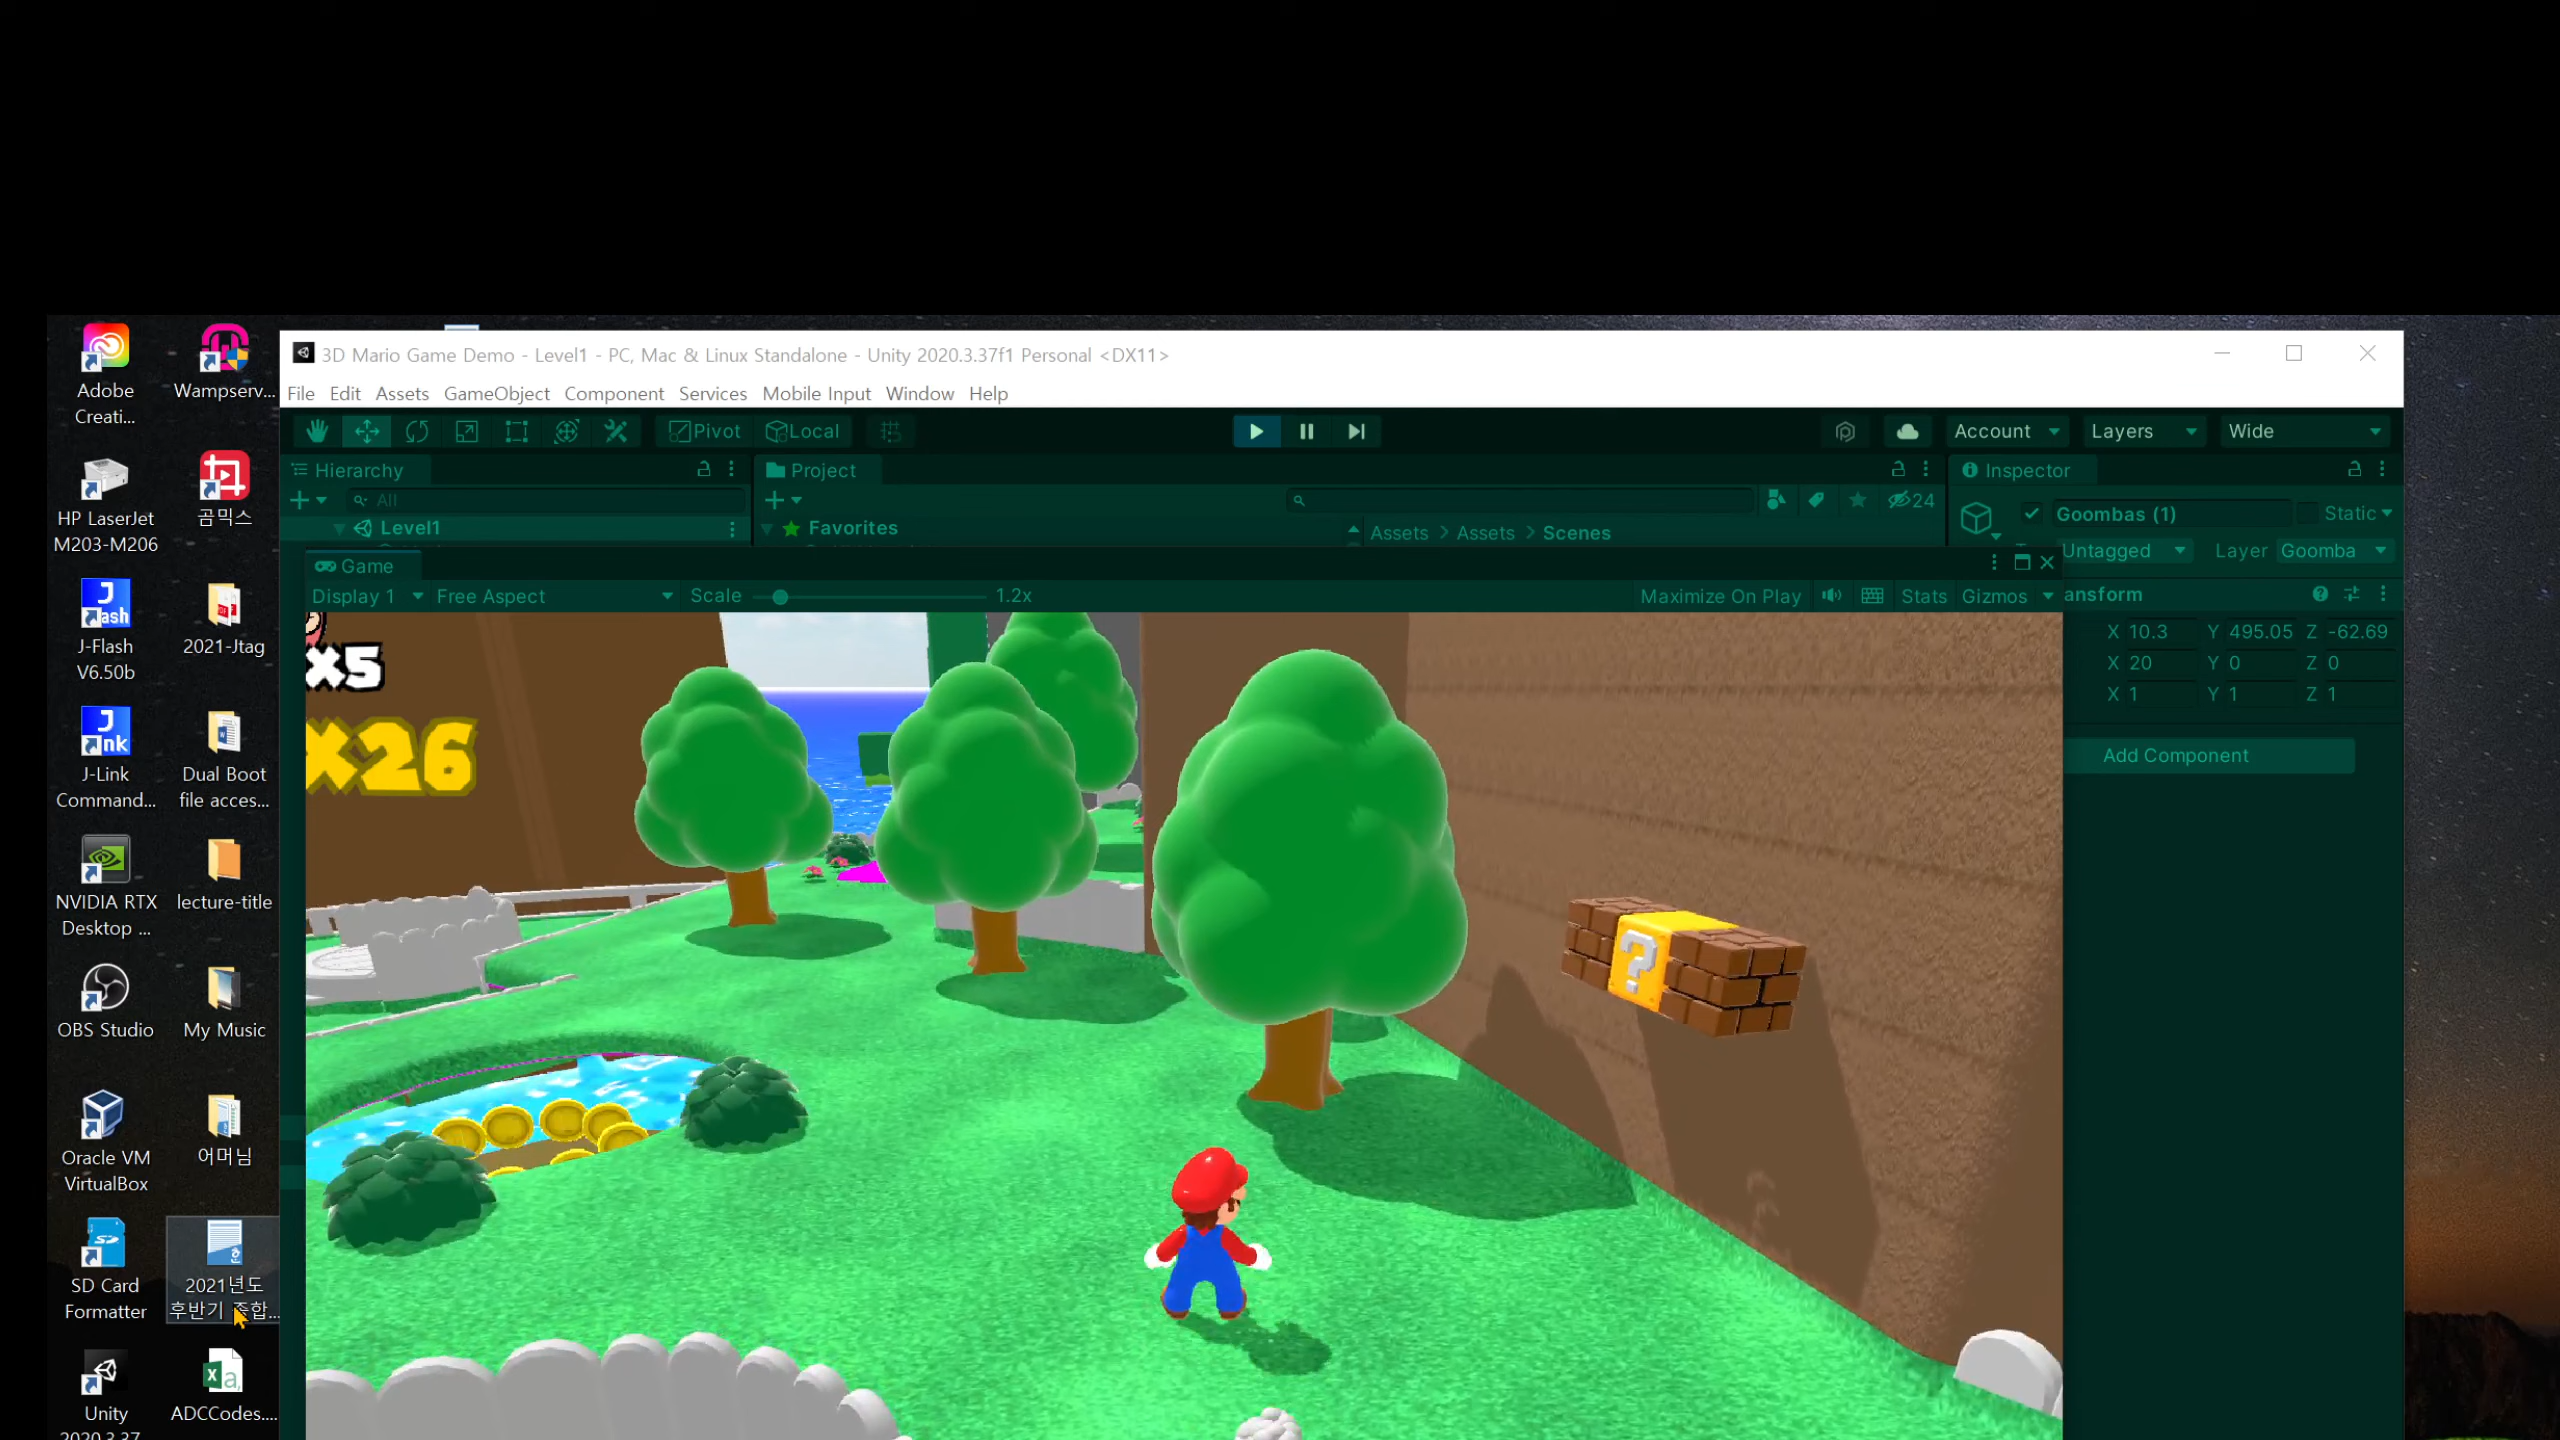 Adobe
Creati...
Wampserv...
HP LaserJet
M203-M206
곰믹스
J-Flash
V6.50b
2021-Jtag
J-Link
Command...
Dual Boot
file acces...
NVIDIA RTX
Desktop ...
lecture-title
OBS Studio
My Music
Oracle VM
VirtualBox
어머님
SD Card
Formatter
2021년도
후반기 종합...
Unity
2020.3.37
ADCCodes....
3D Mario Game Demo - Level1 - PC, Mac & Linux Standalone - Unity 2020.3.37f1 Personal <DX11>
File Edit Assets GameObject Component Services Mobile Input Window Help
Pivot Local Account Layers Wide
Hierarchy Project Inspector
All 24
Level1 Favorites Assets > Assets > Scenes
Goombas (1) Static
Untagged Layer Goomba
Game
Display 1 Free Aspect Scale 1.2x Maximize On Play Stats Gizmos
ansform
X 10.3 Y 495.05 Z -62.69
X 20 Y 0 Z 0
X 1 Y 1 Z 1
Add Component
X5
X26
?